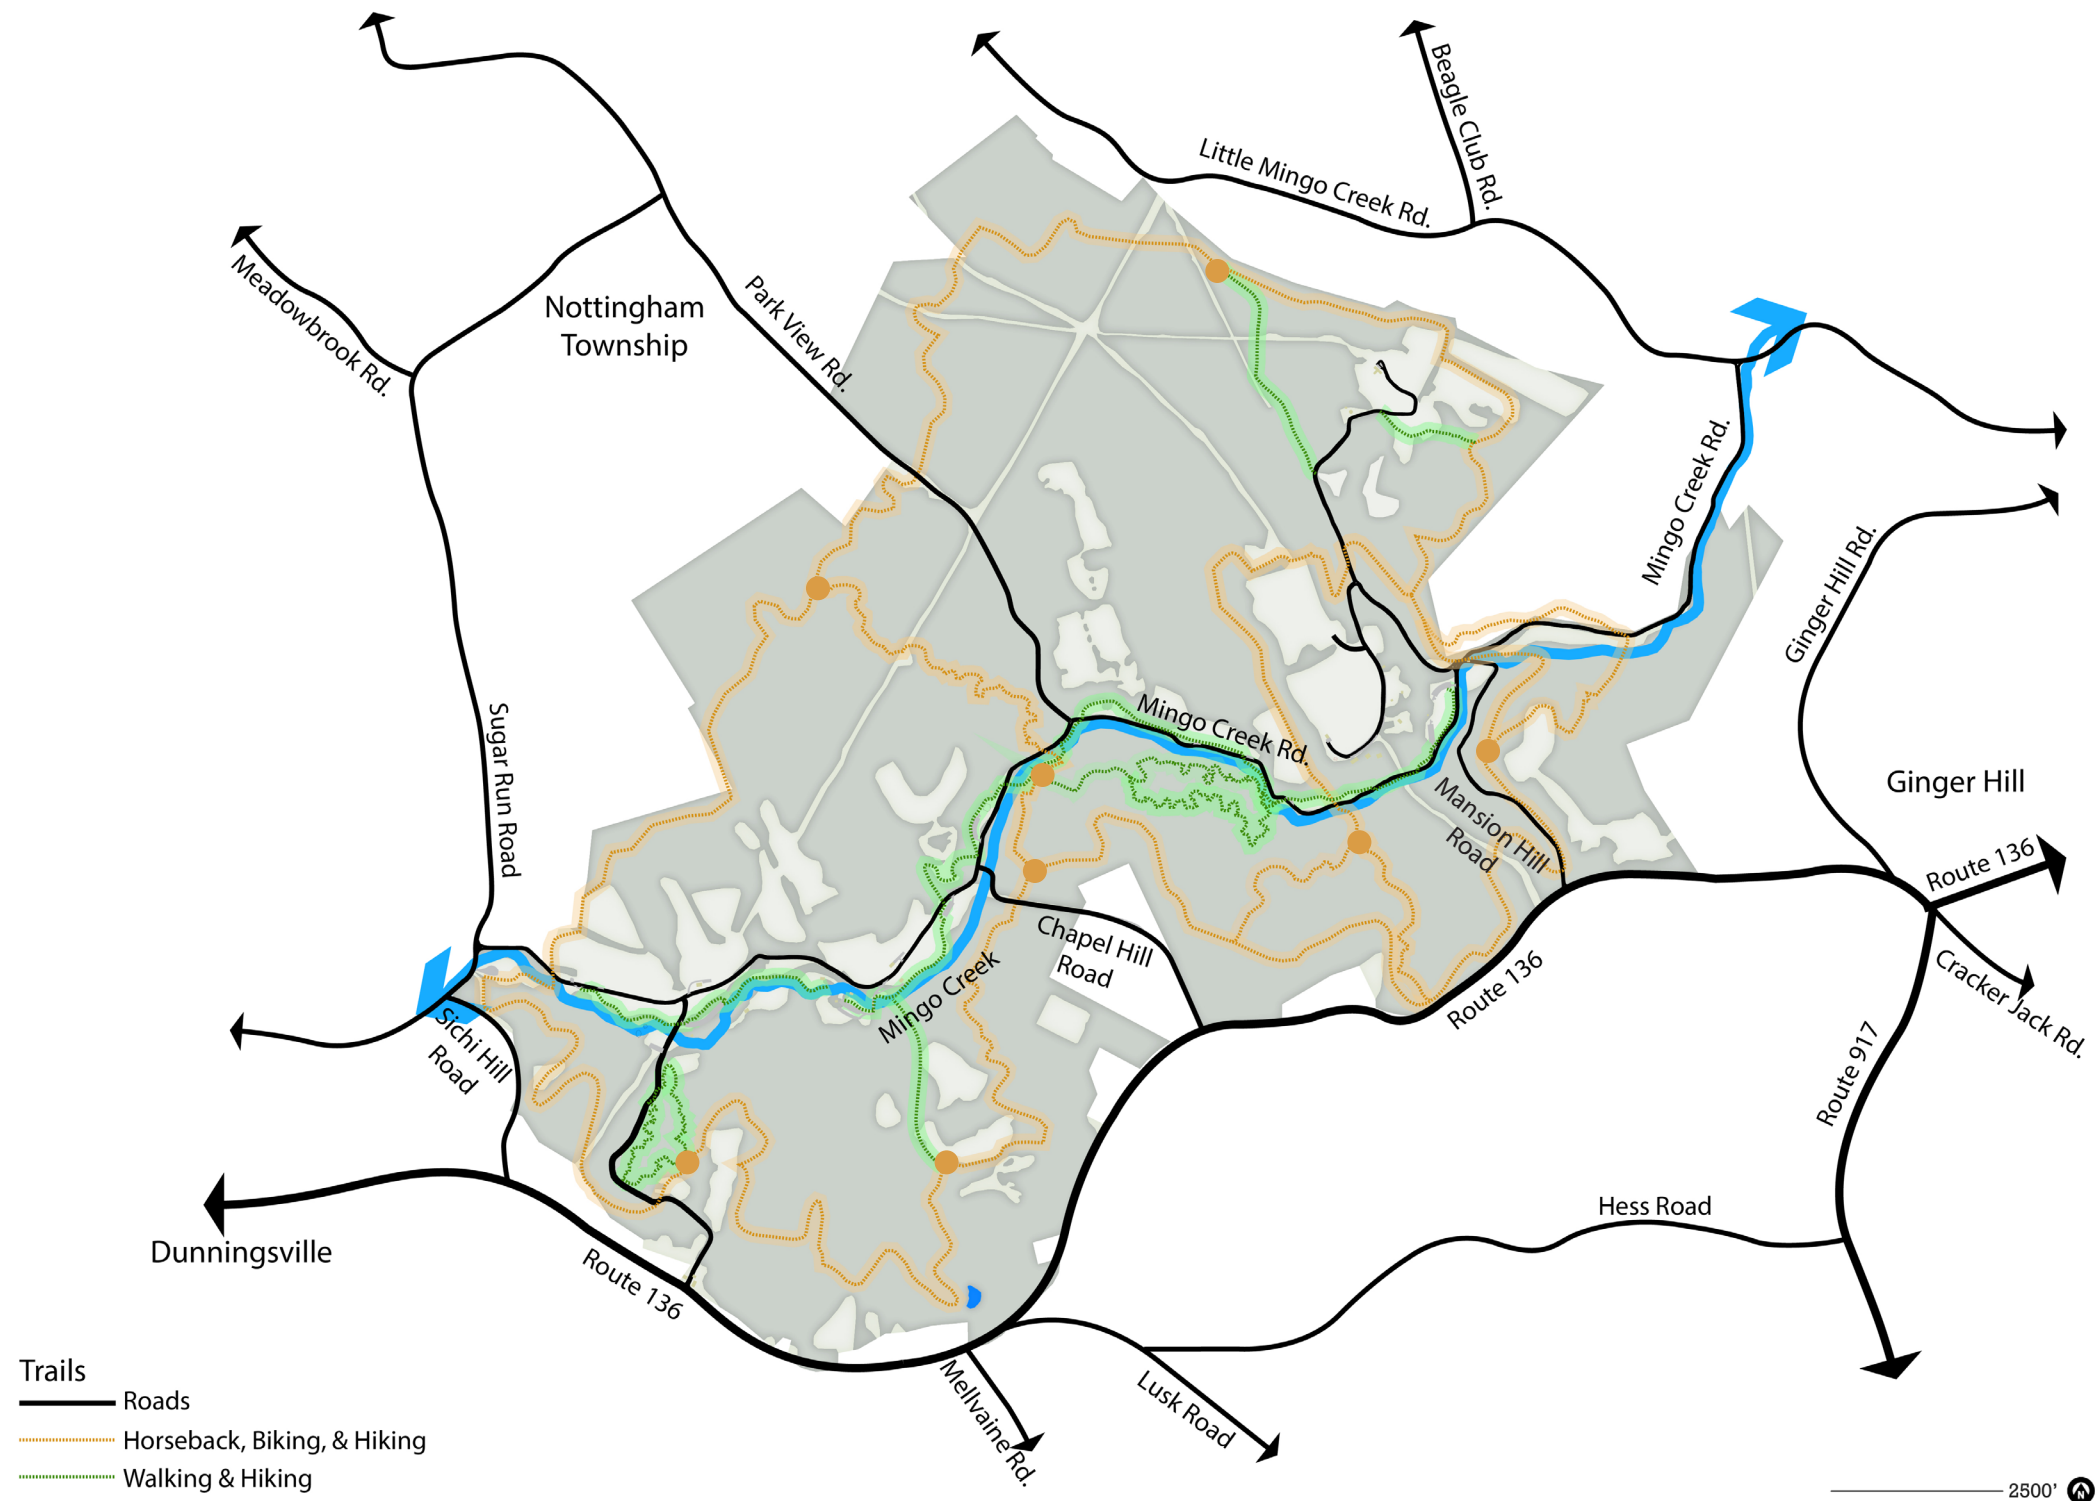 Beagle Club Rd.
Little Mingo Creek Rd.
Meadowbrook Rd.
Nottingham
Township
Park View Rd.
Mingo Creek Rd.
Ginger Hill Rd.
Sugar Run Road
Mingo Creek Rd.
Ginger Hill
Mansion Hill
Road
Route 136
Chapel Hill
Road
Mingo Creek
Route 136
Cracker Jack Rd.
Sichi Hill
Road
Route 917
Hess Road
Dunningsville
Route 136
Mellvaine Rd.
Lusk Road
Trails
Roads
Horseback, Biking, & Hiking
Walking & Hiking
2500'
N